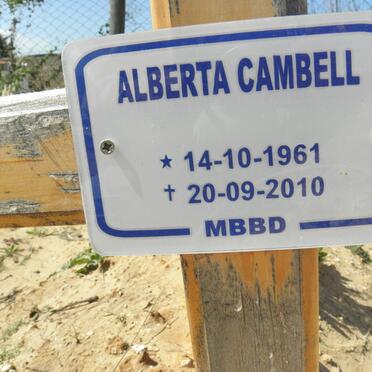 ALBERTA CAMBELL
★ 14-10-1961
✝ 20-09-2010
MBBD